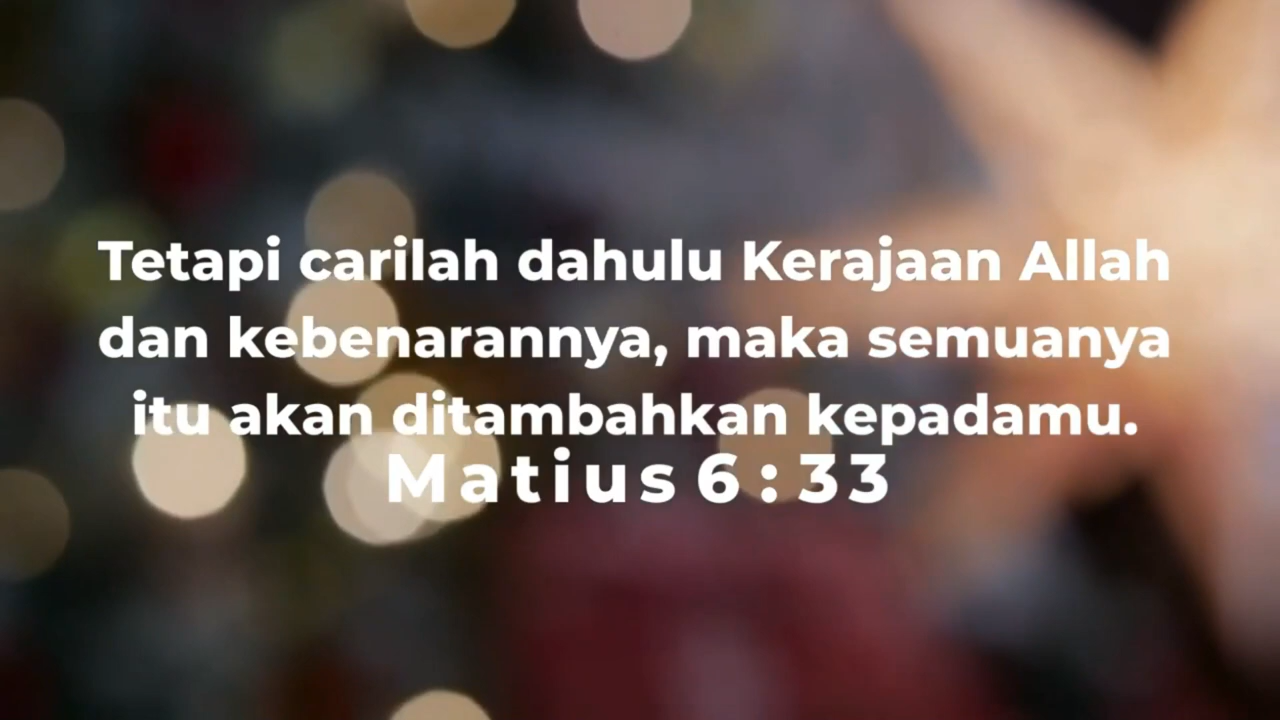 Tetapi carilah dahulu Kerajaan Allah
dan kebenarannya, maka semuanya
itu akan ditambahkan kepadamu.
Matius 6 : 33